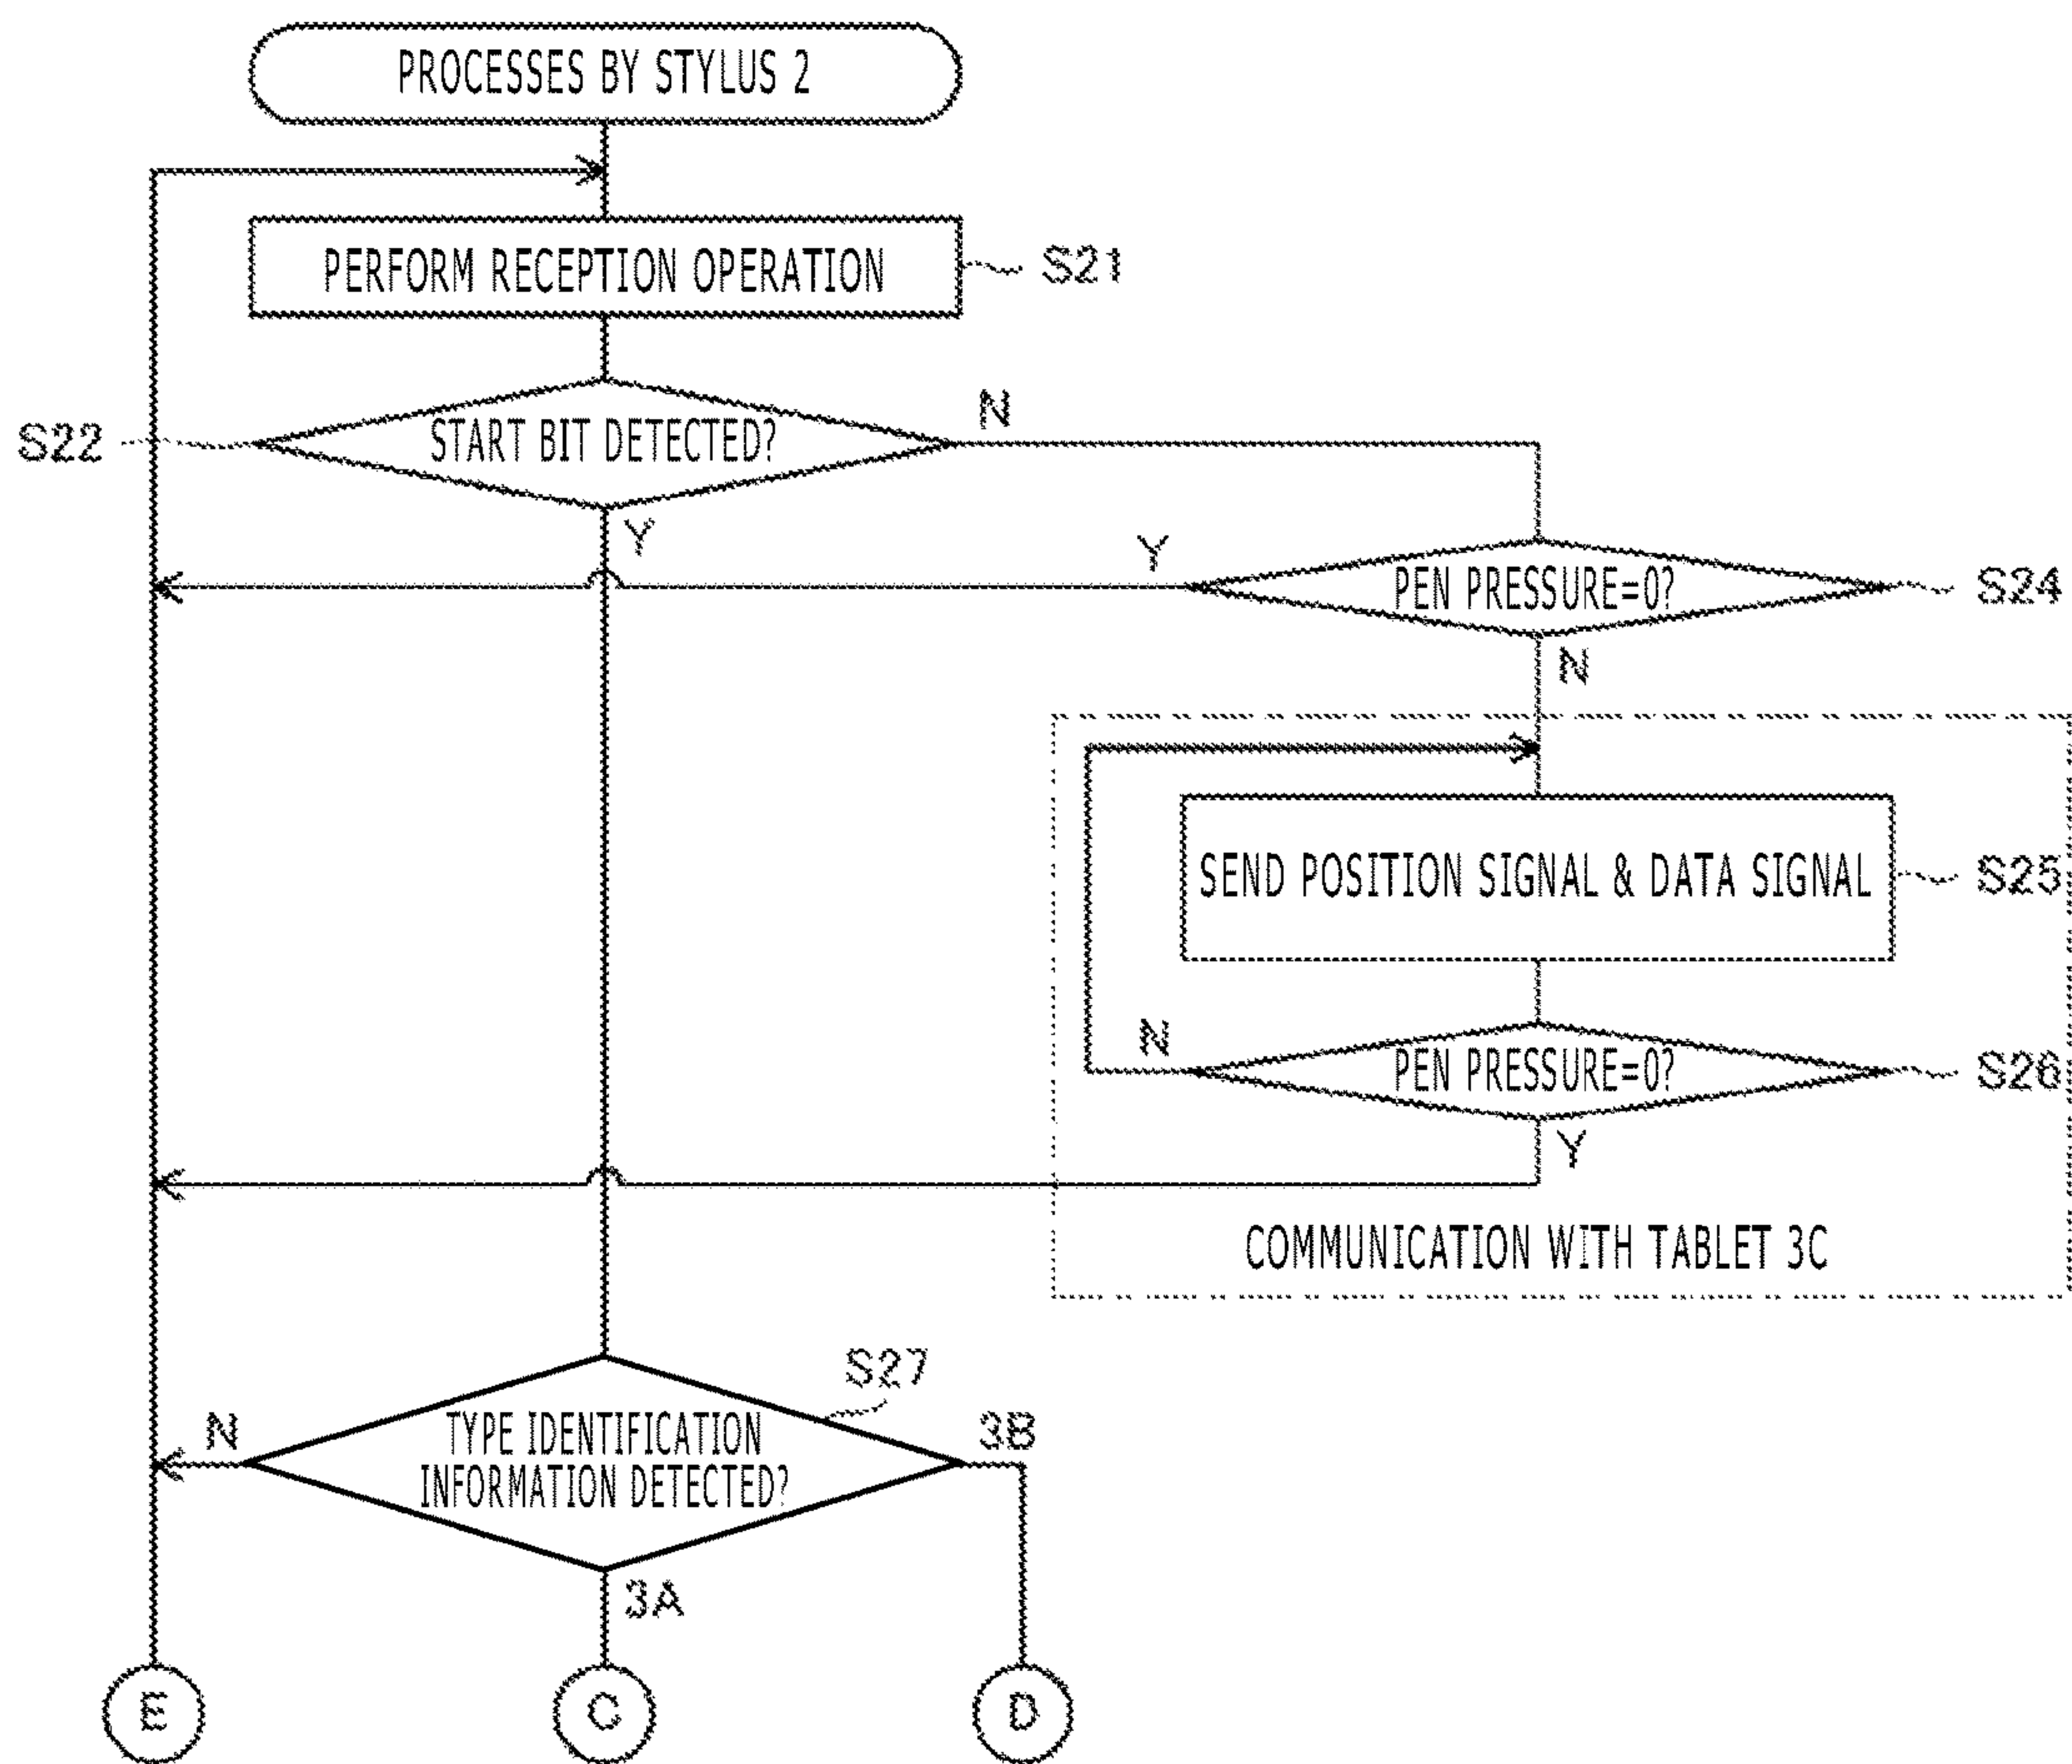 PROCESSES BY STYLUS 2
PERFORM RECEPTION OPERATION
S21
S22
START BIT DETECTED?
N
Y
Y
PEN PRESSURE=0?
S24
N
SEND POSITION SIGNAL & DATA SIGNAL
S25
N
PEN PRESSURE=0?
S26
Y
COMMUNICATION WITH TABLET 3C
S27
N
TYPE IDENTIFICATION
INFORMATION DETECTED?
3B
3A
E
C
D